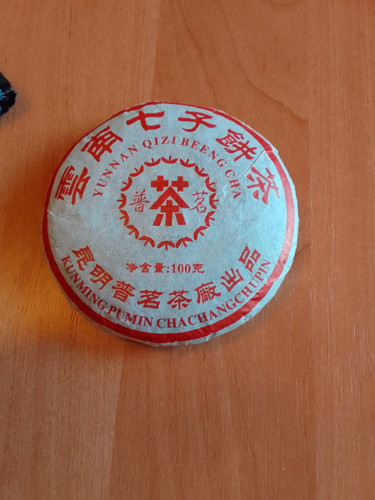 雲南七子餅茶
YUNNAN QIZI BEENG CHA
普 茶 茗
净含量:100克
昆明普茗茶廠出品
KUNMING PUMIN CHACHANGCHUPIN